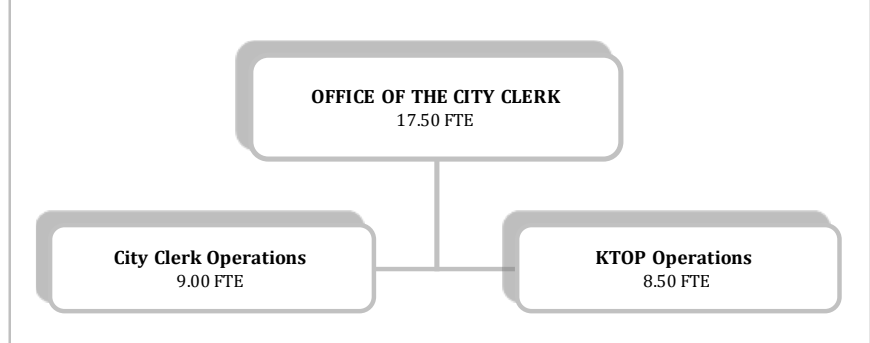 OFFICE OF THE CITY CLERK
17.50 FTE
City Clerk Operations
9.00 FTE
KTOP Operations
8.50 FTE